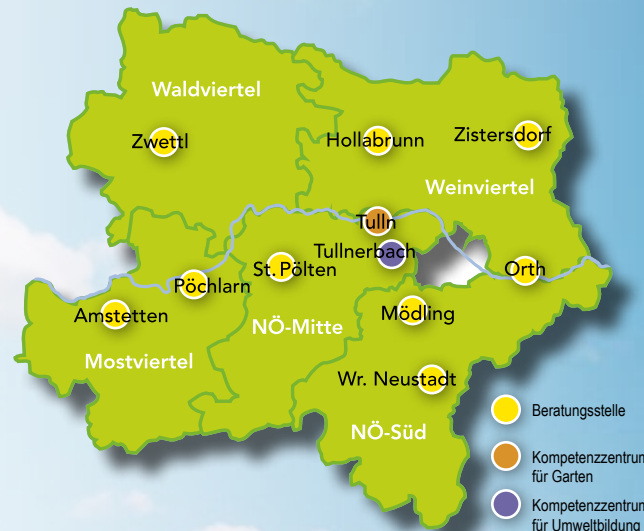 Waldviertel
Zwettl
Hollabrunn
Zistersdorf
Weinviertel
Tulln
Tullnerbach
St. Pölten
Orth
Pöchlarn
Amstetten
Mödling
NÖ-Mitte
Mostviertel
Wr. Neustadt
NÖ-Süd
Beratungsstelle
Kompetenzzentrum
für Garten
Kompetenzzentrum
für Umweltbildung